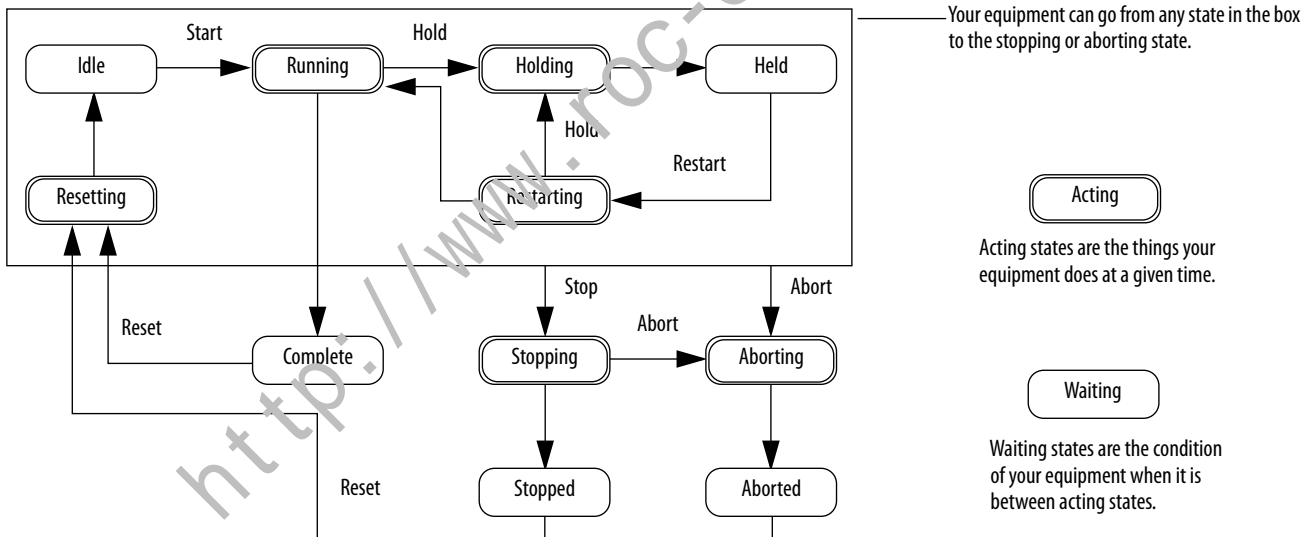 Your equipment can go from any state in the box
to the stopping or aborting state.
Start
Hold
Idle
Running
Holding
Held
Hold
Restart
Resetting
Restarting
Acting
Acting states are the things your
equipment does at a given time.
Stop
Abort
Reset
Abort
Complete
Stopping
Aborting
Waiting
Waiting states are the condition
of your equipment when it is
between acting states.
Reset
Stopped
Aborted
http://www.roc-